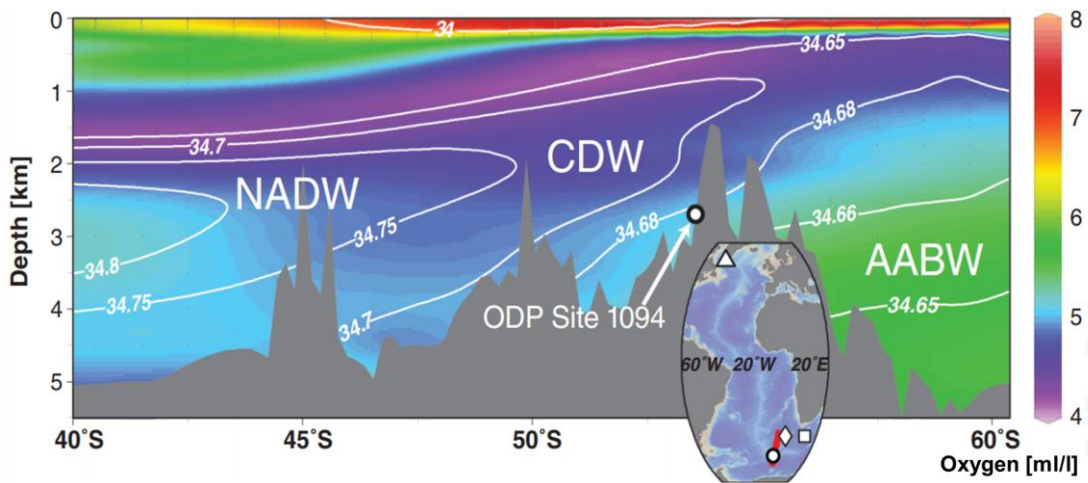 0
34
34.65
8
7
6
5
4
1
34.7
34.68
CDW
2
NADW
34.75
34.68
34.66
3
34.8
AABW
4
34.75
34.7
ODP Site 1094
34.65
60°W 20°W 20°E
5
40°S
45°S
50°S
60°S
Depth [km]
Oxygen [ml/l]